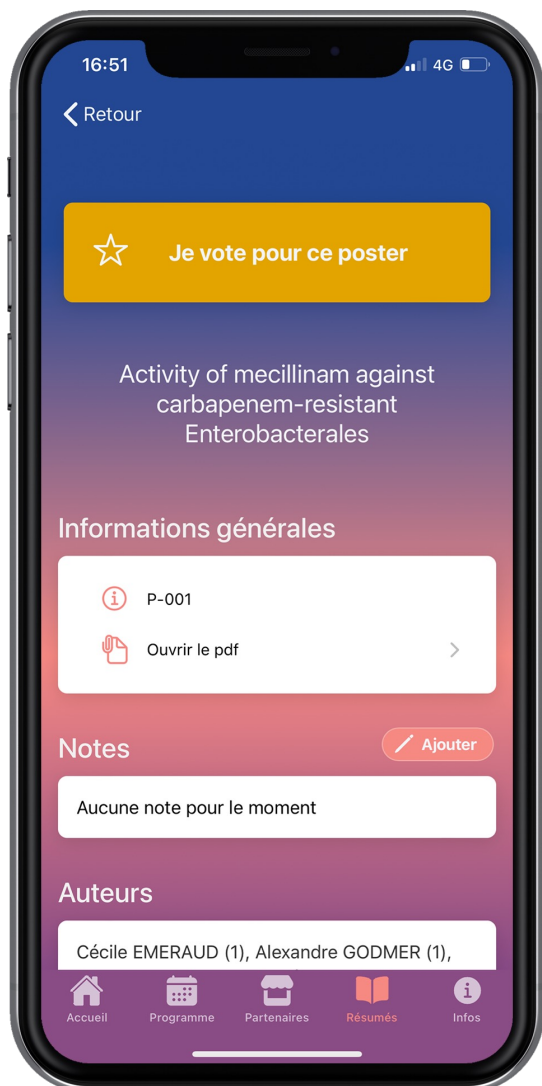 16:51
4G
Retour
Je vote pour ce poster
Activity of mecillinam against
carbapenem-resistant
Enterobacterales
Informations générales
P-001
Ouvrir le pdf
Notes
Ajouter
Aucune note pour le moment
Auteurs
Cécile EMERAUD (1), Alexandre GODMER (1),
Accueil
Programme
Partenaires
Résumés
Infos